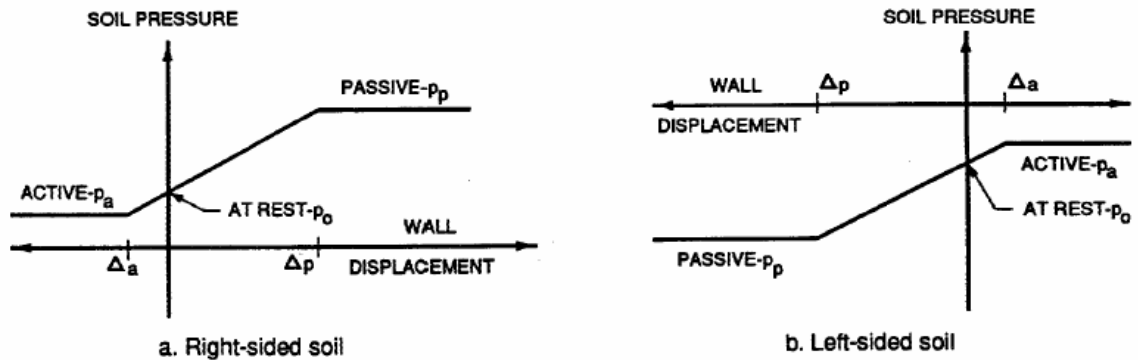 SOIL PRESSURE
PASSIVE-pp
ACTIVE-pa
AT REST-po
WALL
DISPLACEMENT
Δa
Δp
a. Right-sided soil
SOIL PRESSURE
WALL
DISPLACEMENT
Δp
Δa
ACTIVE-pa
AT REST-po
PASSIVE-pp
b. Left-sided soil